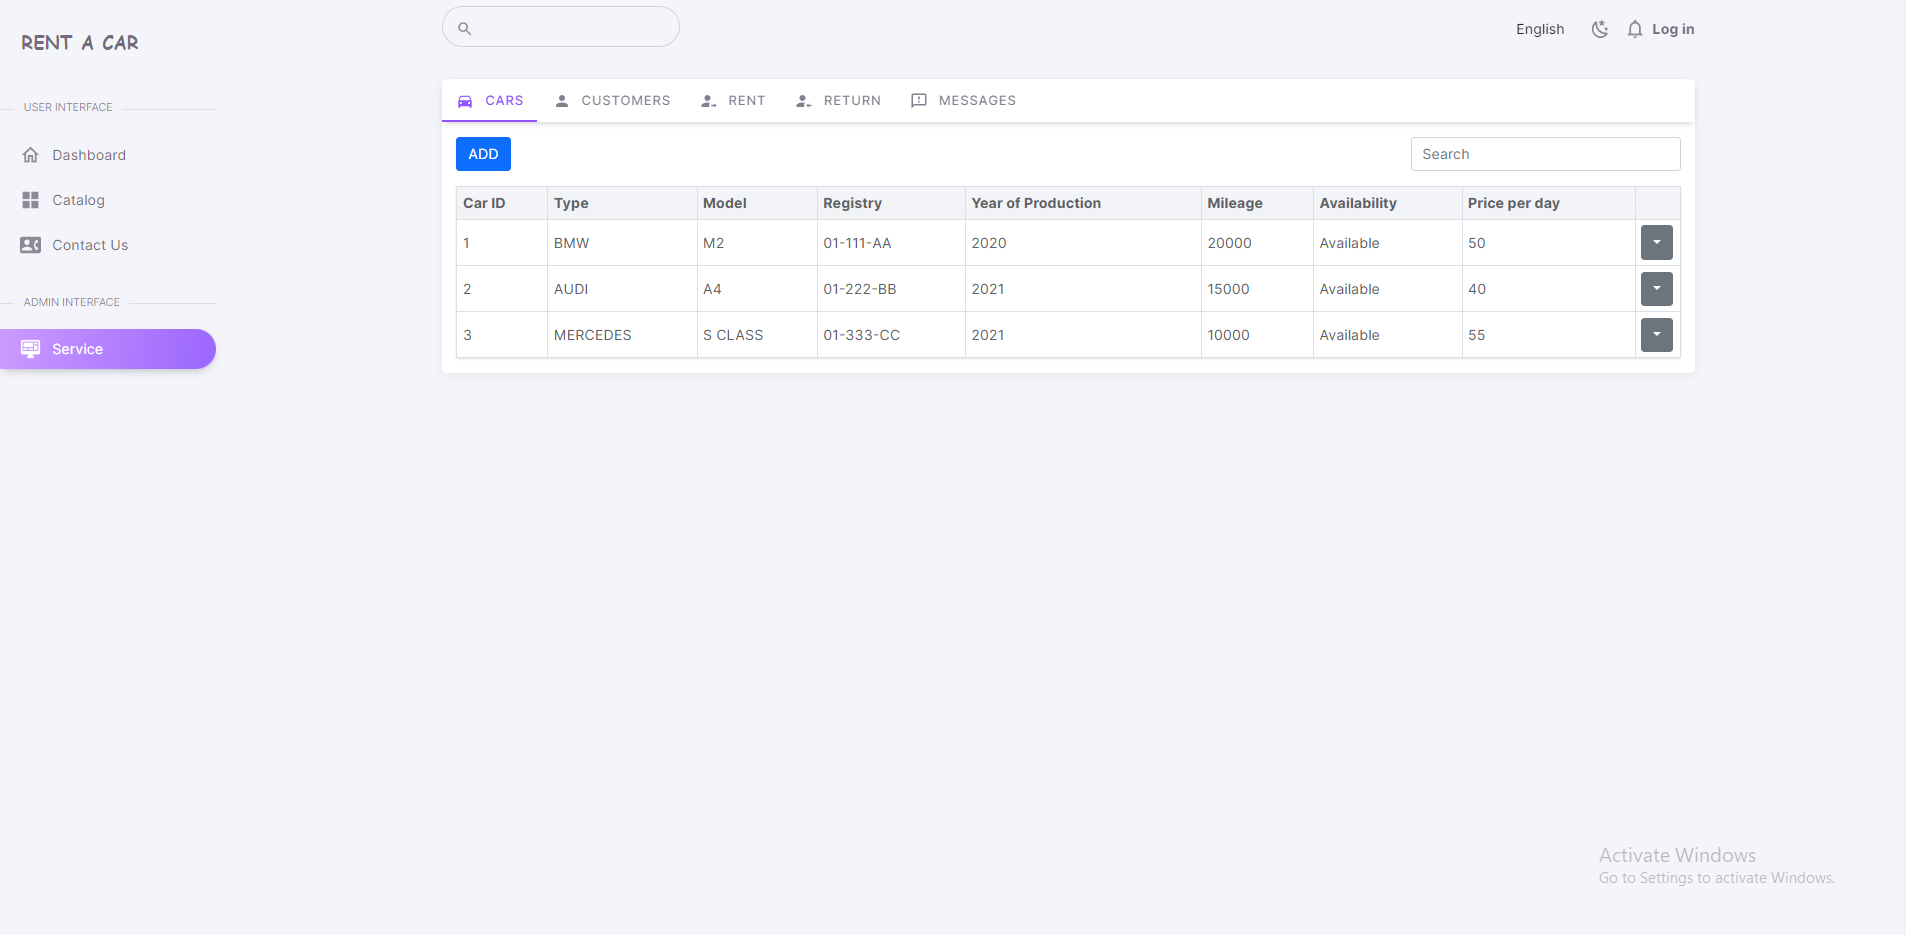 RENT A CAR
USER INTERFACE
Dashboard
Catalog
Contact Us
ADMIN INTERFACE
Service
English
Log in
CARS CUSTOMERS RENT RETURN MESSAGES
ADD
Search
Car ID Type Model Registry Year of Production Mileage Availability Price per day
1 BMW M2 01-111-AA 2020 20000 Available 50
2 AUDI A4 01-222-BB 2021 15000 Available 40
3 MERCEDES S CLASS 01-333-CC 2021 10000 Available 55
Activate Windows
Go to Settings to activate Windows.